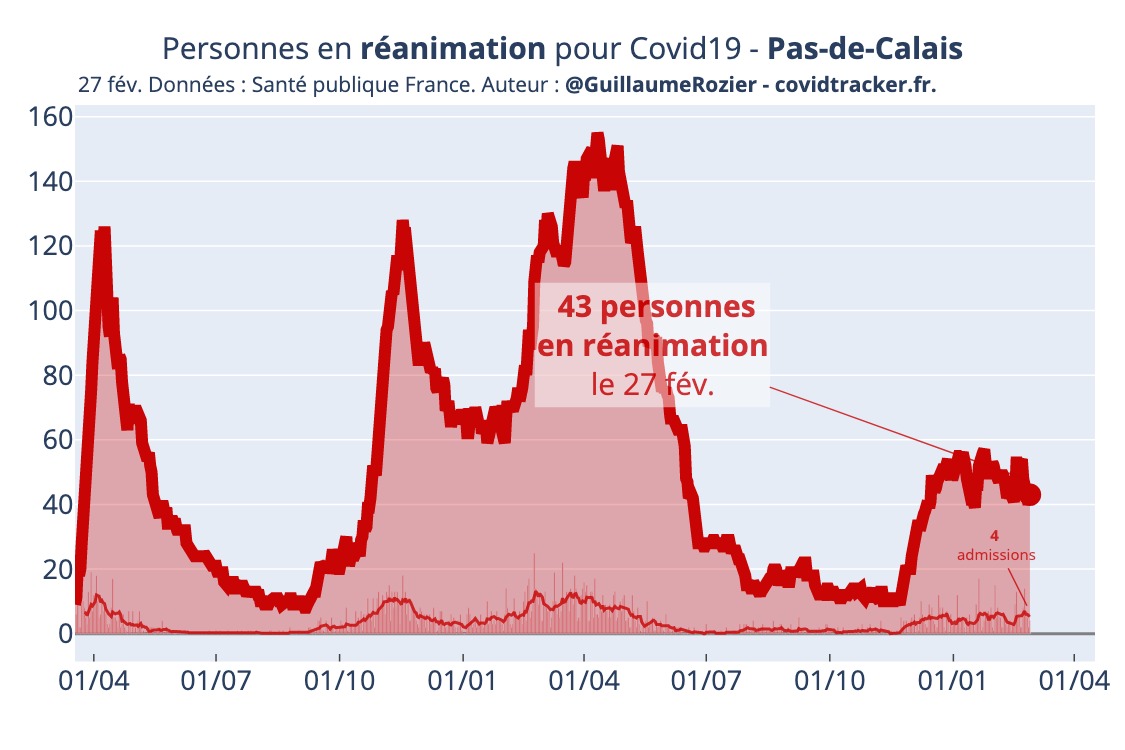 Personnes en réanimation pour Covid19 - Pas-de-Calais
27 fév. Données : Santé publique France. Auteur : @GuillaumeRozier - covidtracker.fr.
160
140
120
100
80
60
40
20
0
43 personnes
en réanimation
le 27 fév.
4
admissions
01/04 01/07 01/10 01/01 01/04 01/07 01/10 01/01 01/04